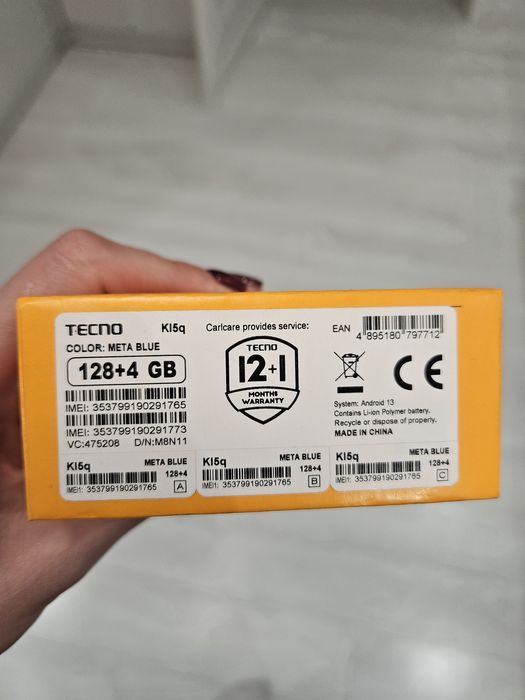 TECNO KI5q
COLOR: META BLUE
128+4 GB
IMEI: 353799190291765
IMEI: 353799190291773
VC:475208 D/N:M8N11
Carlcare provides service:
TECNO
12+1
MONTHS
WARRANTY
EAN 4 895180 797712
CE
System: Android 13
Contains Li-ion Polymer battery.
Recycle or dispose of properly.
MADE IN CHINA
KI5q META BLUE
128+4
IMEI1: 353799190291765 A
KI5q META BLUE
128+4
IMEI1: 353799190291765 B
KI5q META BLUE
128+4
IMEI1: 353799190291765 C